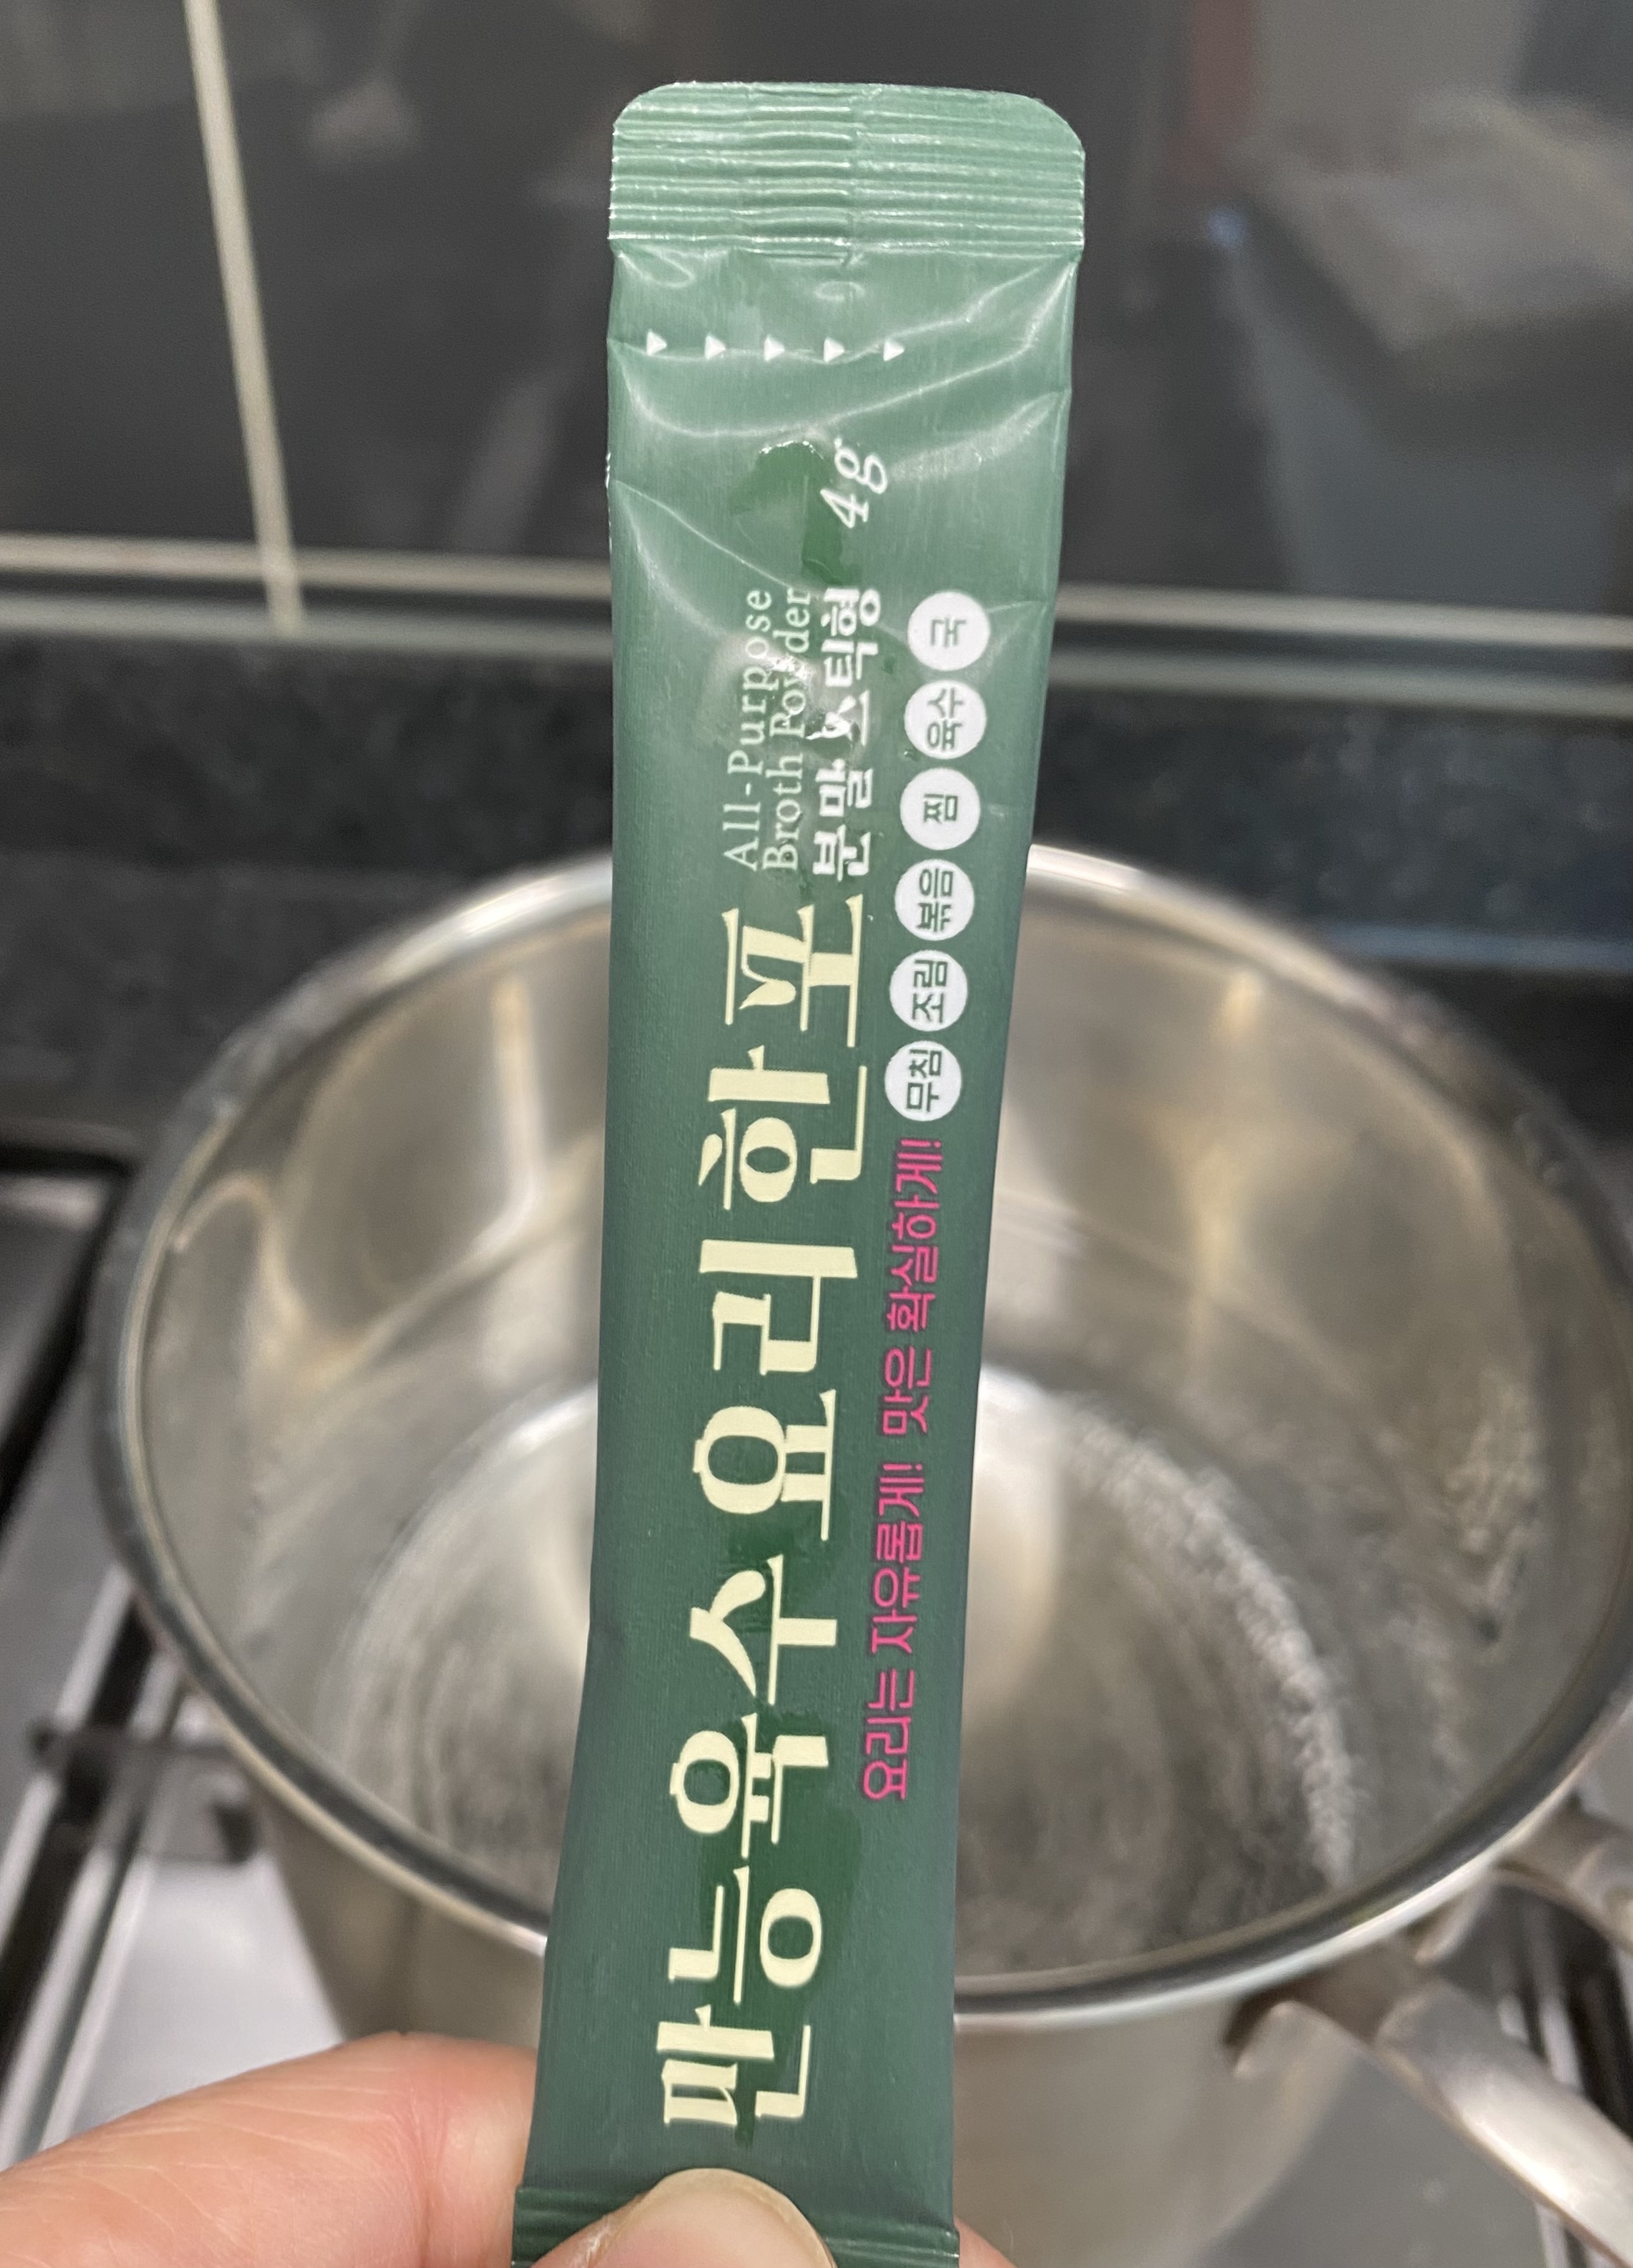 만능육수 요리한포
All-Purpose
Broth Powder
분말 스틱형 4g
요리는 자유롭게! 맛은 확실하게! 무침 조림 볶음 찜 육수 국